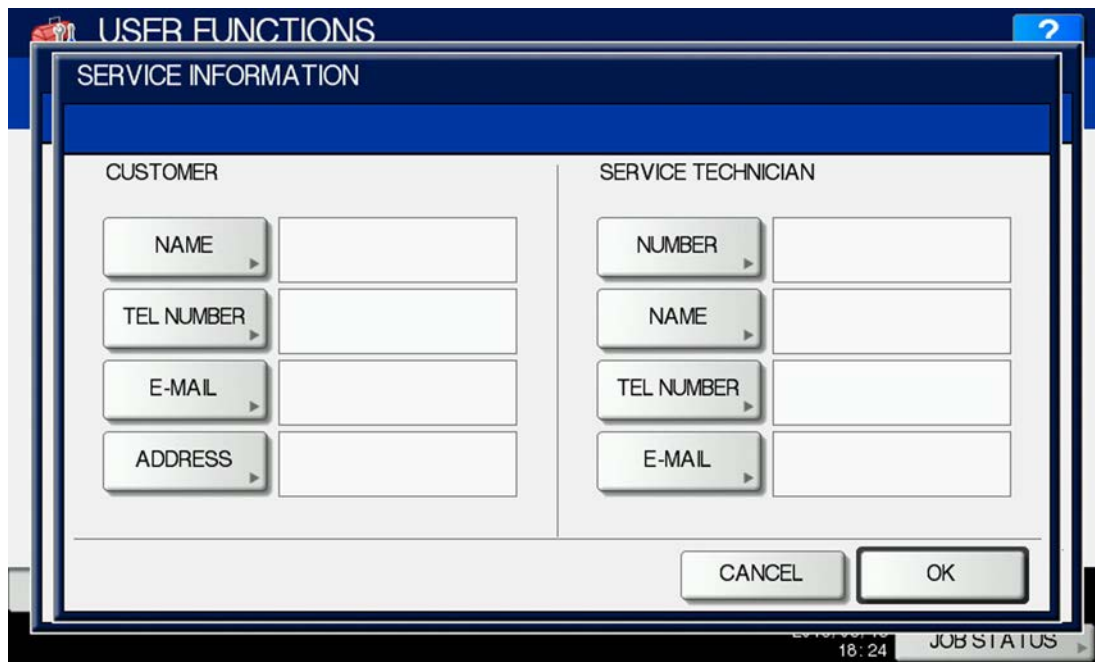 USER FUNCTIONS
?
SERVICE INFORMATION
CUSTOMER
NAME
TEL NUMBER
E-MAIL
ADDRESS
SERVICE TECHNICIAN
NUMBER
NAME
TEL NUMBER
E-MAIL
CANCEL
OK
18:24
JOB STATUS